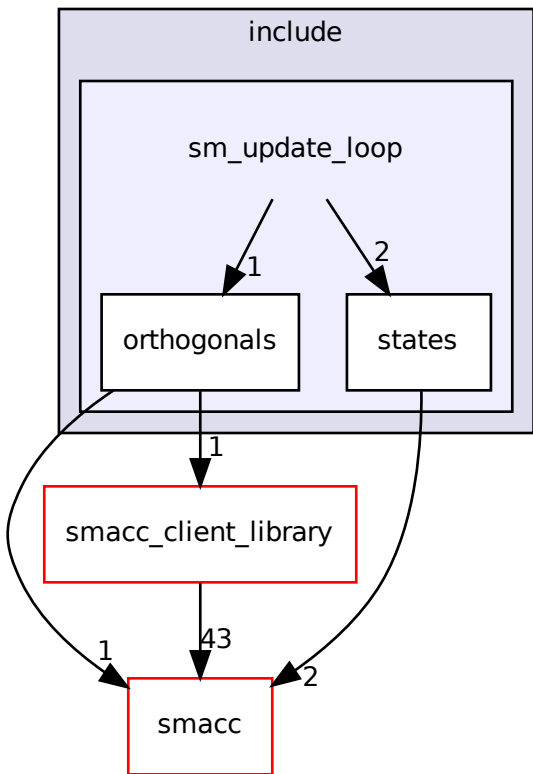 include
sm_update_loop
1
2
orthogonals
states
1
smacc_client_library
1
43
2
smacc